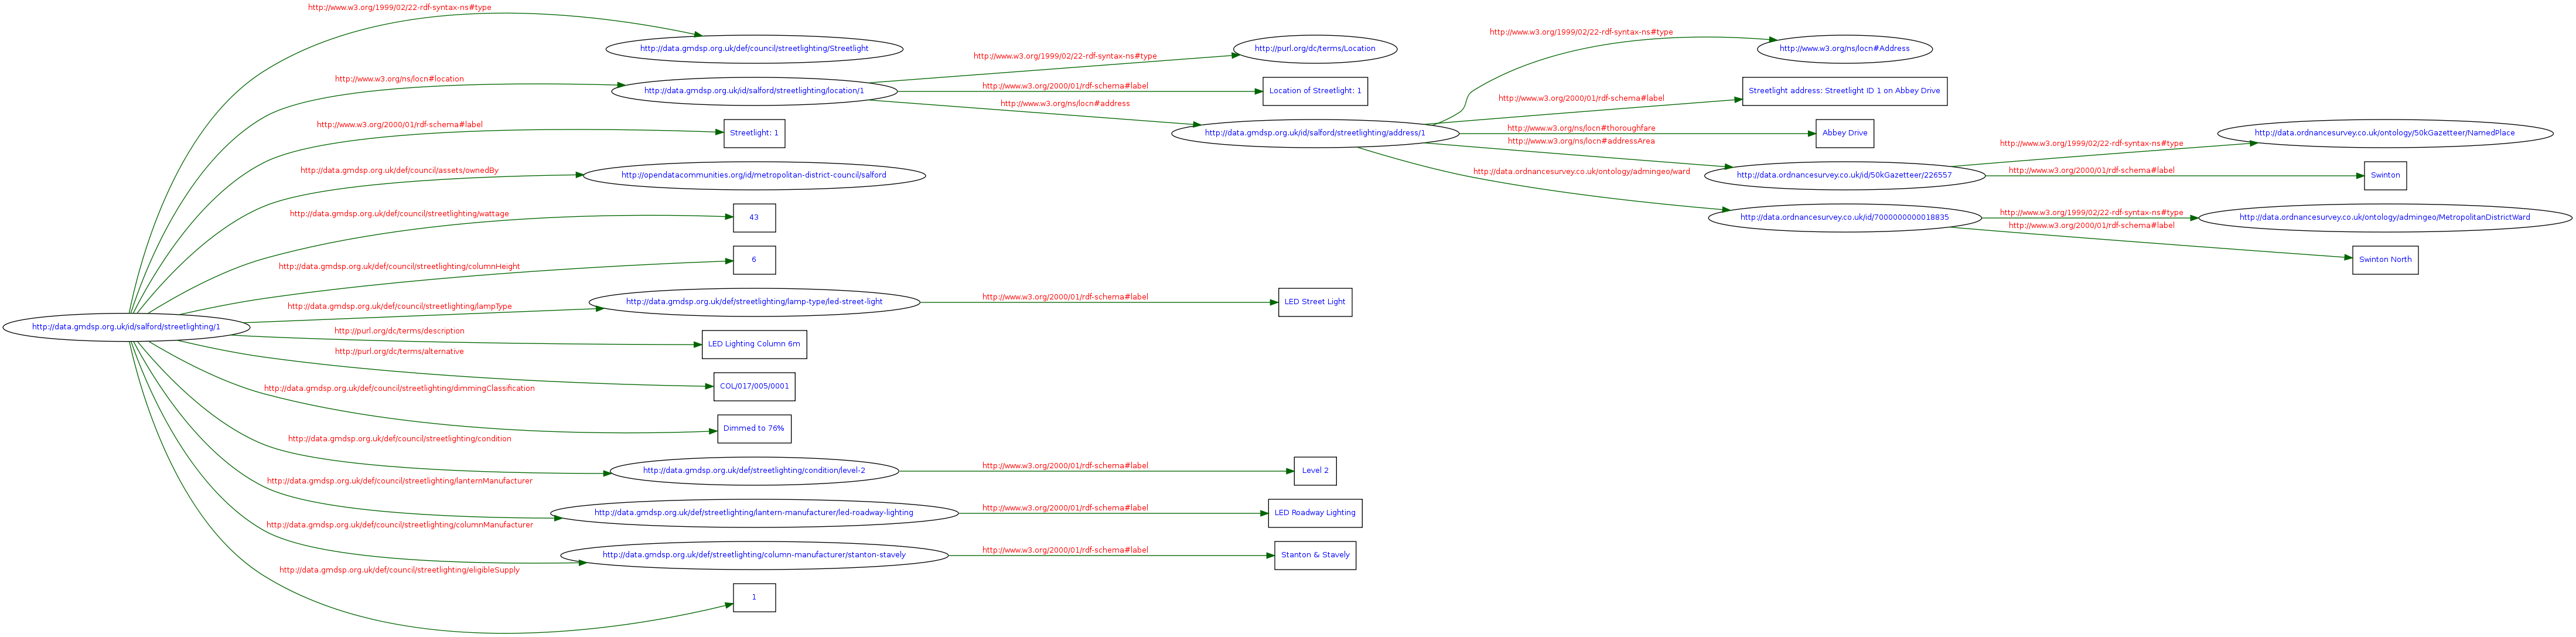 http://www.w3.org/1999/02/22-rdf-syntax-ns#type
http://data.gmdsp.org.uk/def/council/streetlighting/Streetlight
http://www.w3.org/ns/locn#location
http://data.gmdsp.org.uk/id/salford/streetlighting/location/1
http://www.w3.org/1999/02/22-rdf-syntax-ns#type
http://purl.org/dc/terms/Location
http://www.w3.org/2000/01/rdf-schema#label
Location of Streetlight: 1
http://www.w3.org/ns/locn#address
http://data.gmdsp.org.uk/id/salford/streetlighting/address/1
http://www.w3.org/1999/02/22-rdf-syntax-ns#type
http://www.w3.org/ns/locn#Address
http://www.w3.org/2000/01/rdf-schema#label
Streetlight address: Streetlight ID 1 on Abbey Drive
http://www.w3.org/ns/locn#thoroughfare
Abbey Drive
http://www.w3.org/ns/locn#addressArea
http://data.ordnancesurvey.co.uk/id/50kGazetteer/226557
http://www.w3.org/1999/02/22-rdf-syntax-ns#type
http://data.ordnancesurvey.co.uk/ontology/50kGazetteer/NamedPlace
http://www.w3.org/2000/01/rdf-schema#label
Swinton
http://data.ordnancesurvey.co.uk/ontology/admingeo/ward
http://data.ordnancesurvey.co.uk/id/7000000000018835
http://www.w3.org/1999/02/22-rdf-syntax-ns#type
http://data.ordnancesurvey.co.uk/ontology/admingeo/MetropolitanDistrictWard
http://www.w3.org/2000/01/rdf-schema#label
Swinton North
http://www.w3.org/2000/01/rdf-schema#label
Streetlight: 1
http://data.gmdsp.org.uk/def/council/assets/ownedBy
http://opendatacommunities.org/id/metropolitan-district-council/salford
http://data.gmdsp.org.uk/def/council/streetlighting/wattage
43
http://data.gmdsp.org.uk/def/council/streetlighting/columnHeight
6
http://data.gmdsp.org.uk/def/council/streetlighting/lampType
http://data.gmdsp.org.uk/def/streetlighting/lamp-type/led-street-light
http://www.w3.org/2000/01/rdf-schema#label
LED Street Light
http://data.gmdsp.org.uk/id/salford/streetlighting/1
http://purl.org/dc/terms/description
LED Lighting Column 6m
http://purl.org/dc/terms/alternative
COL/017/005/0001
http://data.gmdsp.org.uk/def/council/streetlighting/dimmingClassification
Dimmed to 76%
http://data.gmdsp.org.uk/def/council/streetlighting/condition
http://data.gmdsp.org.uk/def/streetlighting/condition/level-2
http://www.w3.org/2000/01/rdf-schema#label
Level 2
http://data.gmdsp.org.uk/def/council/streetlighting/lanternManufacturer
http://data.gmdsp.org.uk/def/streetlighting/lantern-manufacturer/led-roadway-lighting
http://www.w3.org/2000/01/rdf-schema#label
LED Roadway Lighting
http://data.gmdsp.org.uk/def/council/streetlighting/columnManufacturer
http://data.gmdsp.org.uk/def/streetlighting/column-manufacturer/stanton-stavely
http://www.w3.org/2000/01/rdf-schema#label
Stanton & Stavely
http://data.gmdsp.org.uk/def/council/streetlighting/eligibleSupply
1